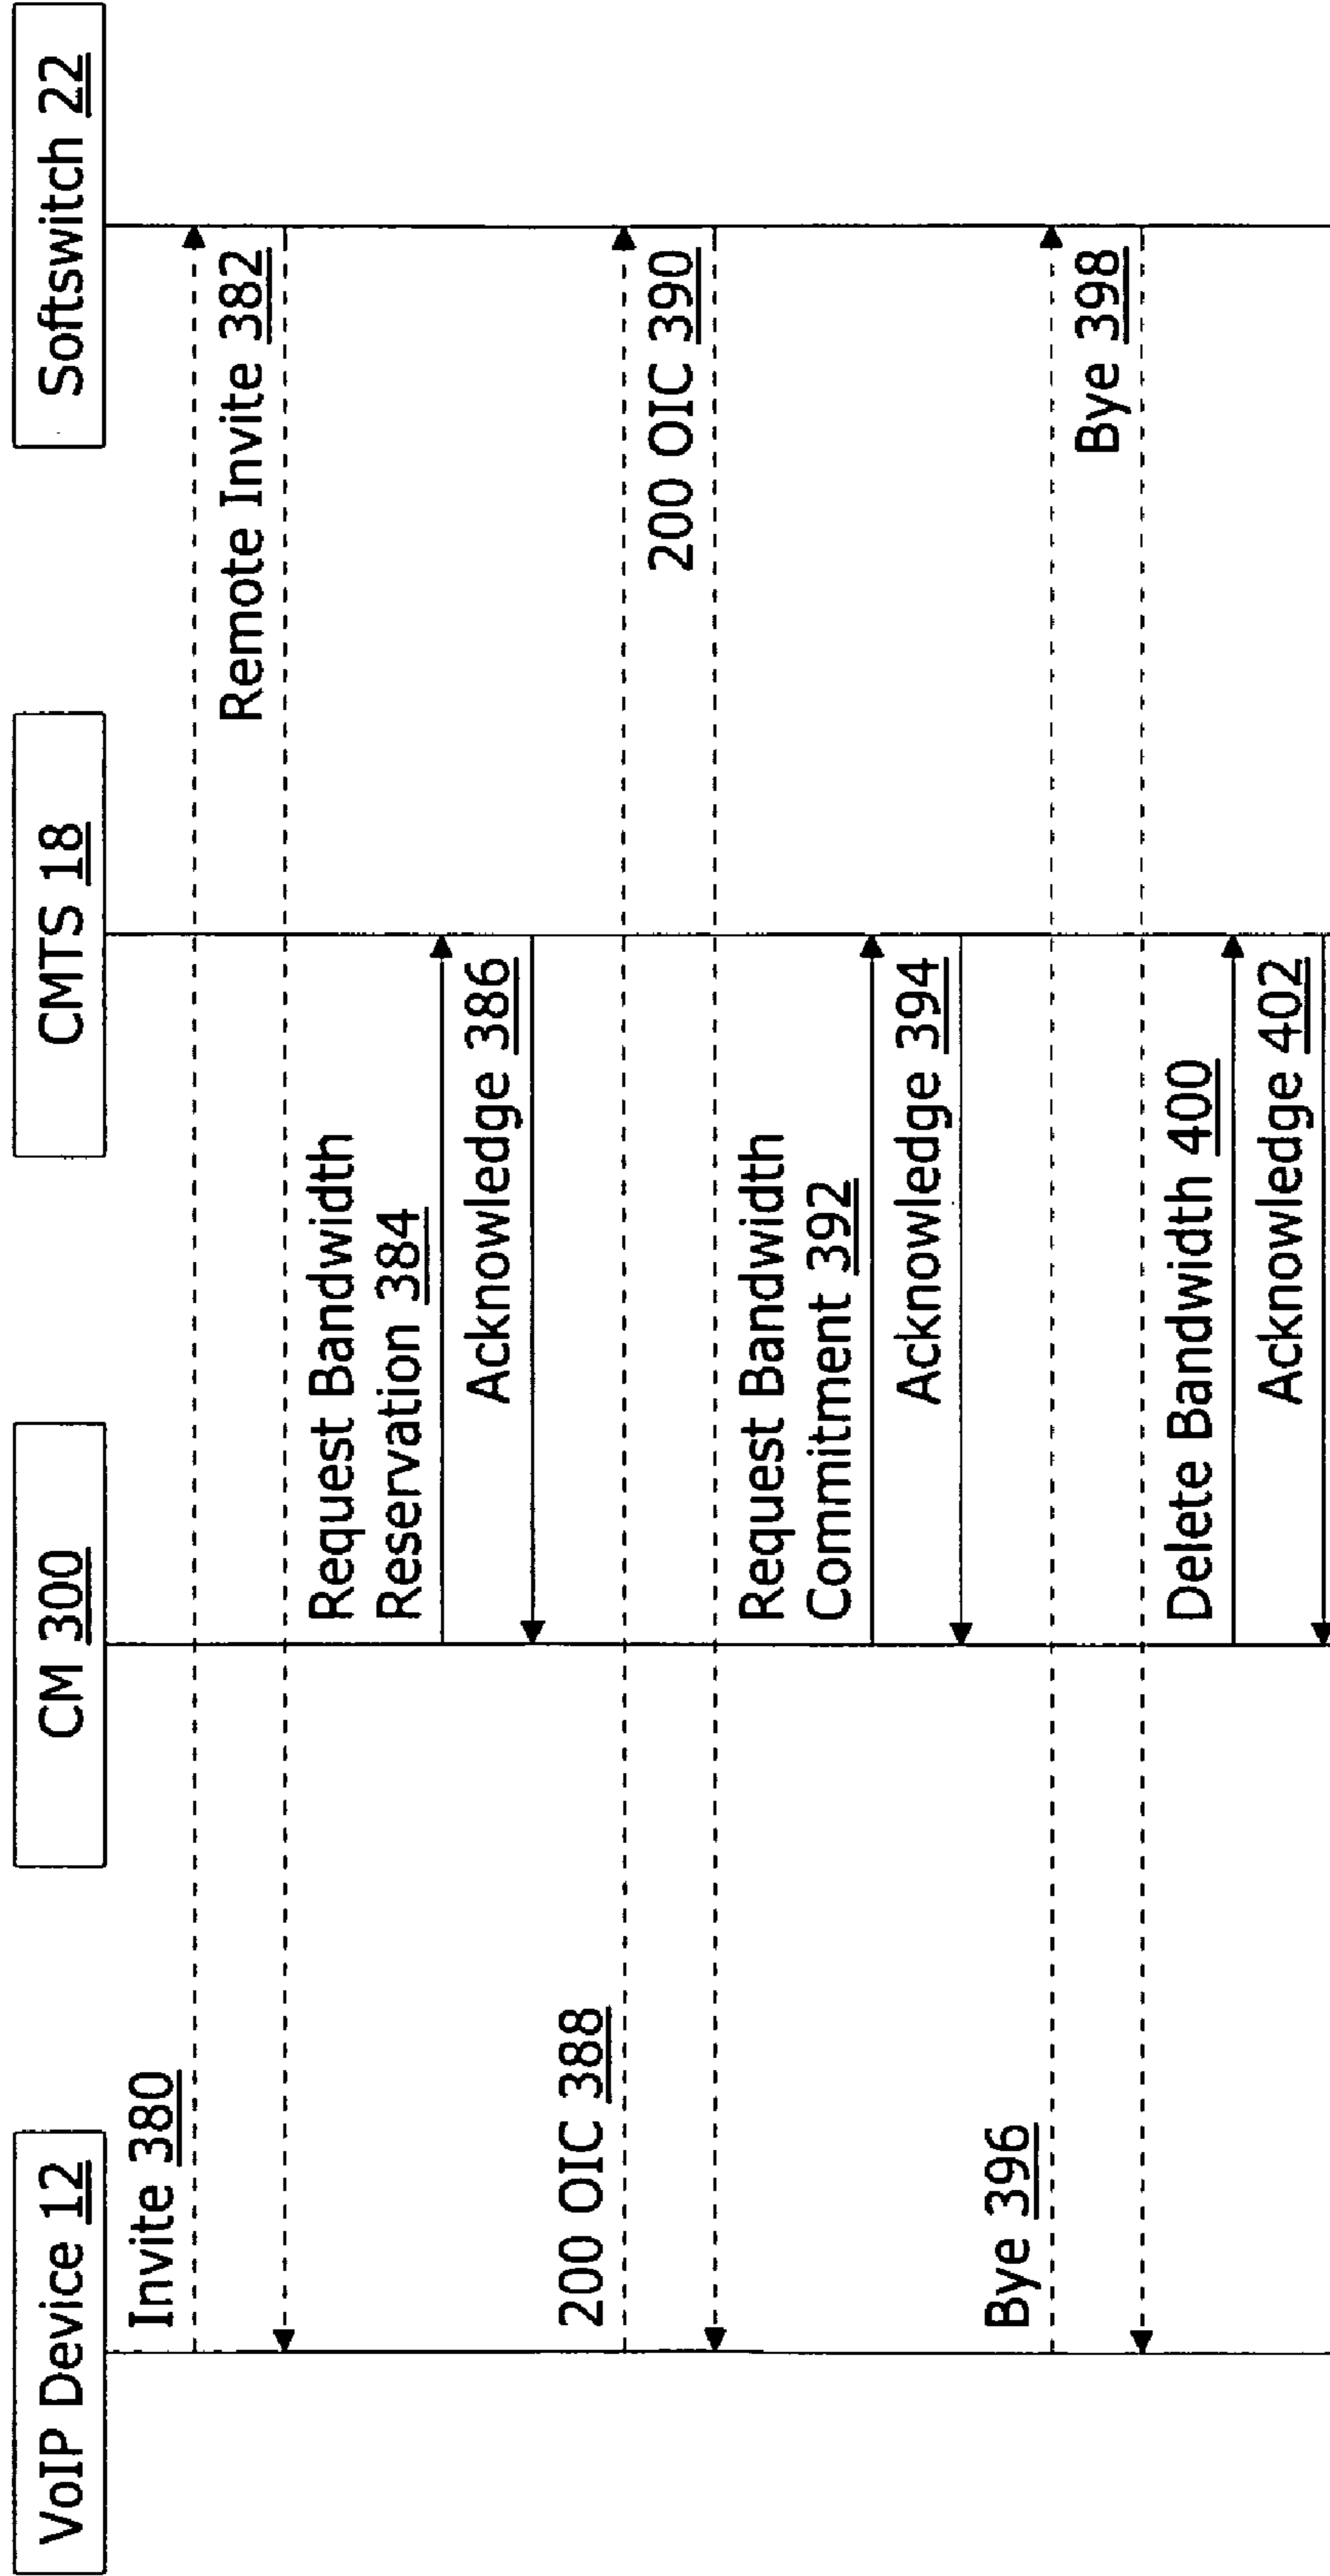 VoIP Device 12
CM 300
CMTS 18
Softswitch 22
Invite 380
Remote Invite 382
Request Bandwidth
Reservation 384
Acknowledge 386
200 OIC 388
200 OIC 390
Request Bandwidth
Commitment 392
Acknowledge 394
Bye 396
Bye 398
Delete Bandwidth 400
Acknowledge 402